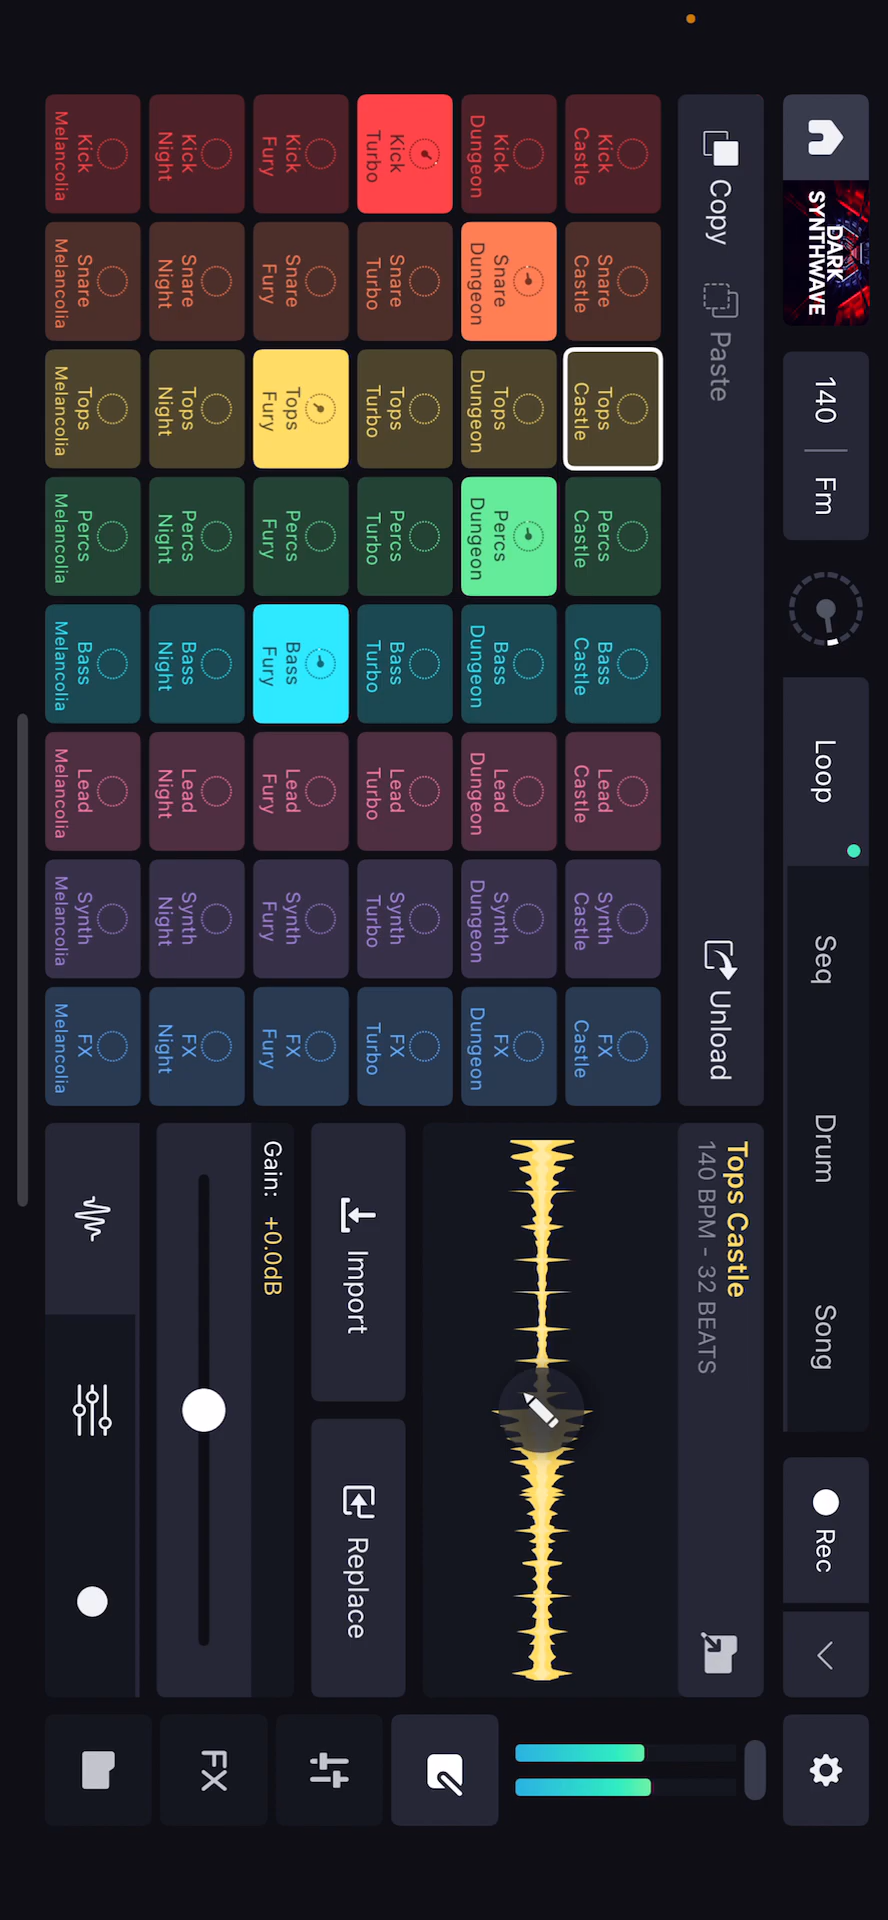 DARK
SYNTHWAVE
140
Fm
Loop
Seq
Drum
Song
Rec
Copy
Paste
Unload
Kick
Castle
Snare
Castle
Tops
Castle
Percs
Castle
Bass
Castle
Lead
Castle
Synth
Castle
FX
Castle
Kick
Dungeon
Snare
Dungeon
Tops
Dungeon
Percs
Dungeon
Bass
Dungeon
Lead
Dungeon
Synth
Dungeon
FX
Dungeon
Kick
Turbo
Snare
Turbo
Tops
Turbo
Percs
Turbo
Bass
Turbo
Lead
Turbo
Synth
Turbo
FX
Turbo
Kick
Fury
Snare
Fury
Tops
Fury
Percs
Fury
Bass
Fury
Lead
Fury
Synth
Fury
FX
Fury
Kick
Night
Snare
Night
Tops
Night
Percs
Night
Bass
Night
Lead
Night
Synth
Night
FX
Night
Kick
Melancolia
Snare
Melancolia
Tops
Melancolia
Percs
Melancolia
Bass
Melancolia
Lead
Melancolia
Synth
Melancolia
FX
Melancolia
Tops Castle
140 BPM - 32 BEATS
Import
Replace
Gain: +0.0dB
FX